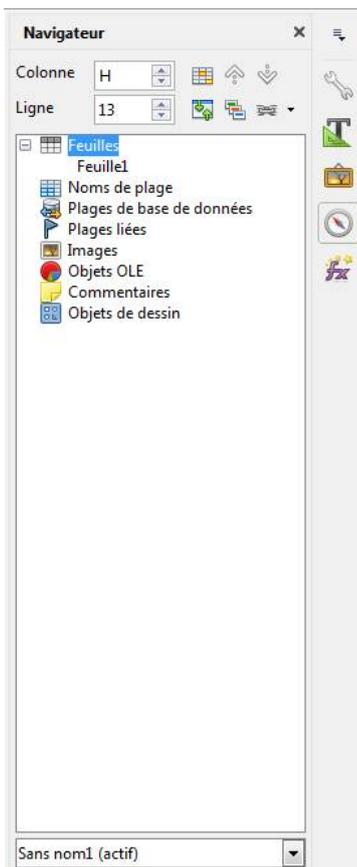 Navigateur
Colonne H
Ligne 13
Feuilles
Feuille1
Noms de plage
Plages de base de données
Plages liées
Images
Objets OLE
Commentaires
Objets de dessin
Sans nom1 (actif)